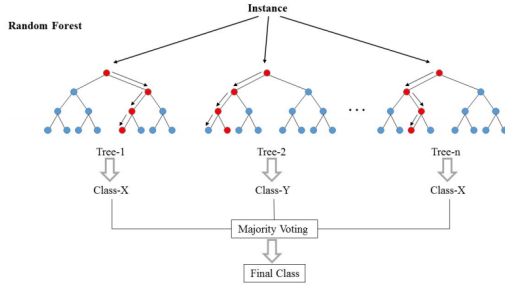 Instance
Random Forest
...
Tree-1 Tree-2 Tree-n
Class-X Class-Y Class-X
Majority Voting
Final Class